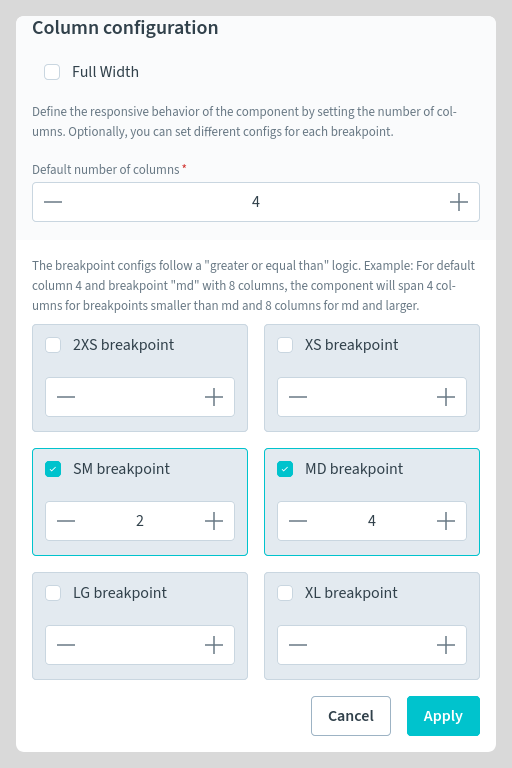 Column configuration
Full Width
Define the responsive behavior of the component by setting the number of col-
umns. Optionally, you can set different configs for each breakpoint.
Default number of columns *
4
The breakpoint configs follow a "greater or equal than" logic. Example: For default
column 4 and breakpoint "md" with 8 columns, the component will span 4 col-
umns for breakpoints smaller than md and 8 columns for md and larger.
2XS breakpoint
XS breakpoint
SM breakpoint
MD breakpoint
2
4
LG breakpoint
XL breakpoint
Cancel
Apply